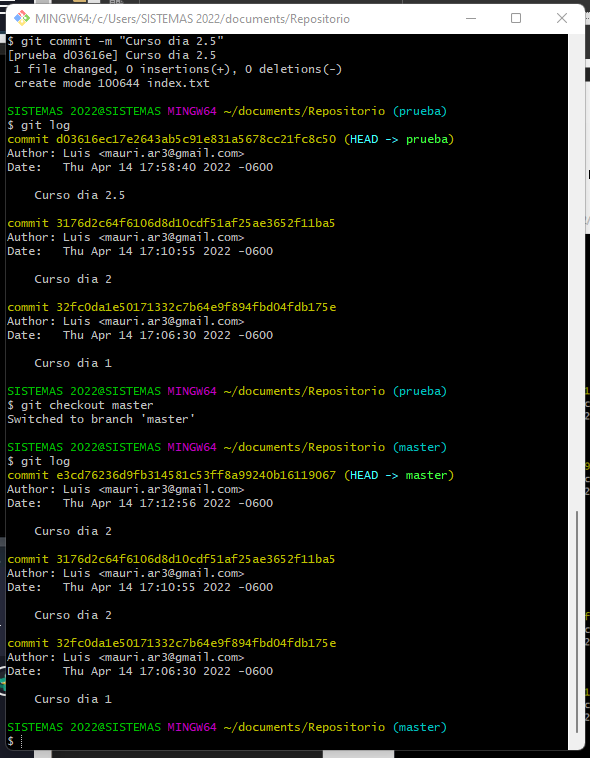 MINGW64:/c/Users/SISTEMAS 2022/documents/Repositorio
$ git commit -m "Curso dia 2.5"
[prueba d03616e] Curso dia 2.5
 1 file changed, 0 insertions(+), 0 deletions(-)
 create mode 100644 index.txt

SISTEMAS 2022@SISTEMAS MINGW64 ~/documents/Repositorio (prueba)
$ git log
commit d03616ec17e2643ab5c91e831a5678cc21fc8c50 (HEAD -> prueba)
Author: Luis <mauri.ar3@gmail.com>
Date:   Thu Apr 14 17:58:40 2022 -0600

    Curso dia 2.5

commit 3176d2c64f6106d8d10cdf51af25ae3652f11ba5
Author: Luis <mauri.ar3@gmail.com>
Date:   Thu Apr 14 17:10:55 2022 -0600

    Curso dia 2

commit 32fc0da1e50171332c7b64e9f894fbd04fdb175e
Author: Luis <mauri.ar3@gmail.com>
Date:   Thu Apr 14 17:06:30 2022 -0600

    Curso dia 1

SISTEMAS 2022@SISTEMAS MINGW64 ~/documents/Repositorio (prueba)
$ git checkout master
Switched to branch 'master'

SISTEMAS 2022@SISTEMAS MINGW64 ~/documents/Repositorio (master)
$ git log
commit e3cd76236d9fb314581c53ff8a99240b16119067 (HEAD -> master)
Author: Luis <mauri.ar3@gmail.com>
Date:   Thu Apr 14 17:12:56 2022 -0600

    Curso dia 2

commit 3176d2c64f6106d8d10cdf51af25ae3652f11ba5
Author: Luis <mauri.ar3@gmail.com>
Date:   Thu Apr 14 17:10:55 2022 -0600

    Curso dia 2

commit 32fc0da1e50171332c7b64e9f894fbd04fdb175e
Author: Luis <mauri.ar3@gmail.com>
Date:   Thu Apr 14 17:06:30 2022 -0600

    Curso dia 1

SISTEMAS 2022@SISTEMAS MINGW64 ~/documents/Repositorio (master)
$